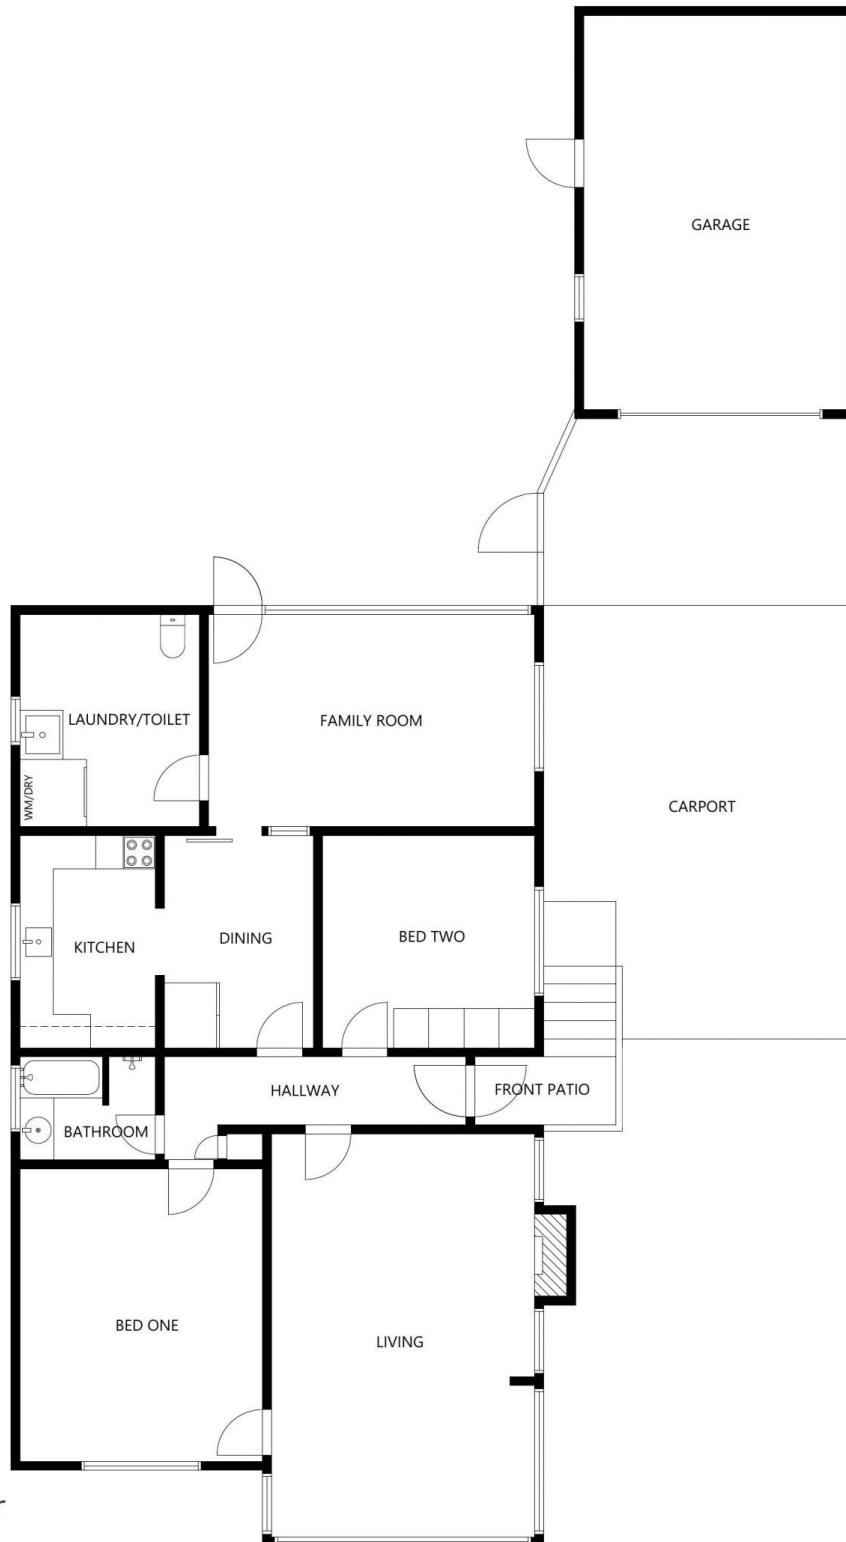 GARAGE
LAUNDRY/TOILET
FAMILY ROOM
WM/DRY
CARPORT
KITCHEN
DINING
BED TWO
HALLWAY
FRONT PATIO
BATHROOM
BED ONE
LIVING